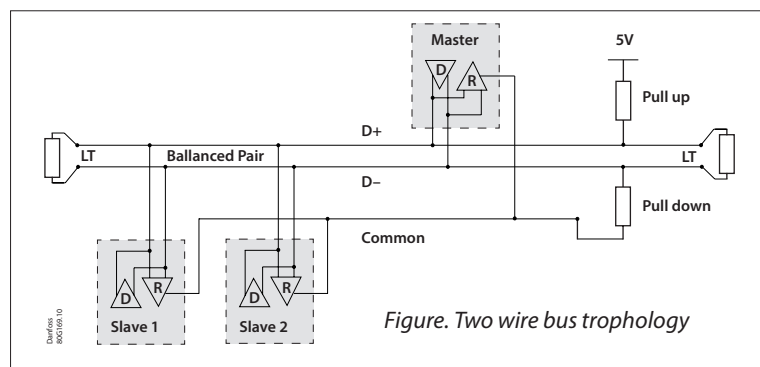 Master
5V
D
R
Pull up
D+
LT
Ballanced Pair
LT
D–
Pull down
Common
D
R
D
R
Slave 1
Slave 2
Figure. Two wire bus trophology
Danfoss
80G169.10